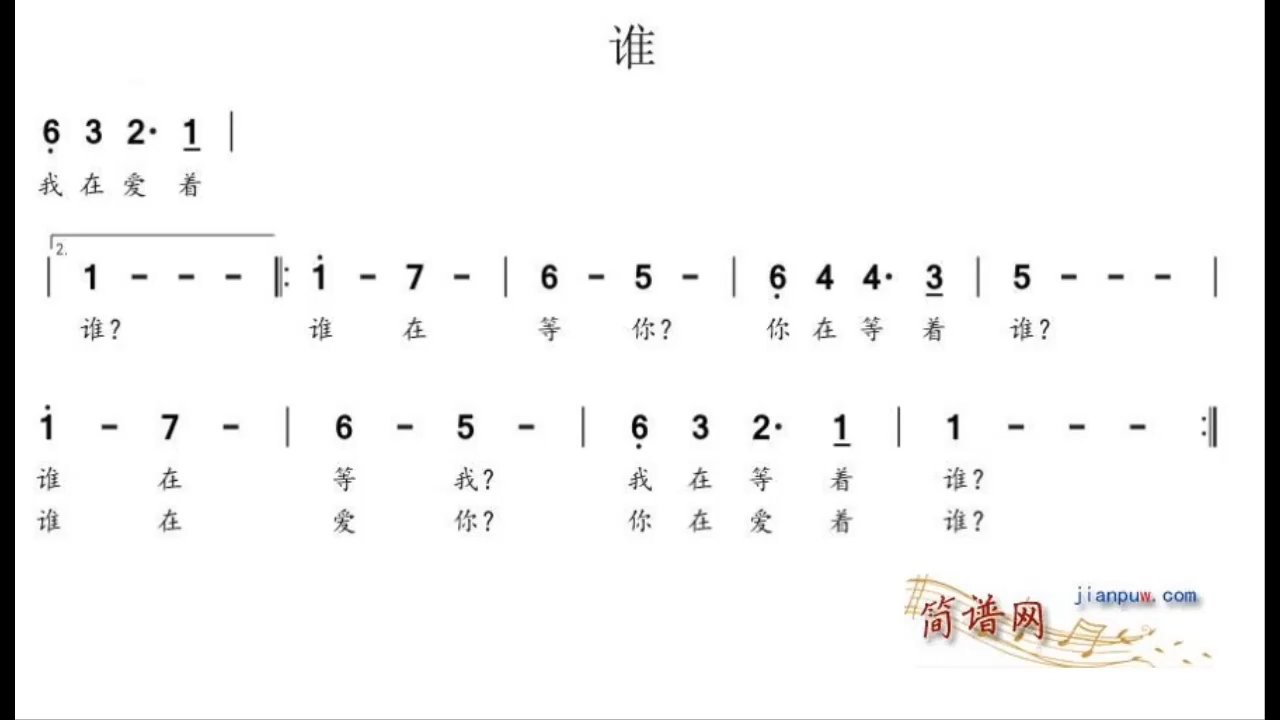 谁
6̣ 3 2· 1̲ |
我 在 爱 着
2.
| 1 - - - ‖: 1̇ - 7 - | 6 - 5 - | 6̣ 4 4· 3̲ | 5 - - - |
谁? 谁 在 等 你? 你 在 等 着 谁?
1̇ - 7 - | 6 - 5 - | 6̣ 3 2· 1̲ | 1 - - - :‖
谁 在 等 我? 我 在 等 着 谁?
谁 在 爱 你? 你 在 爱 着 谁?
jianpuw.com
简谱网